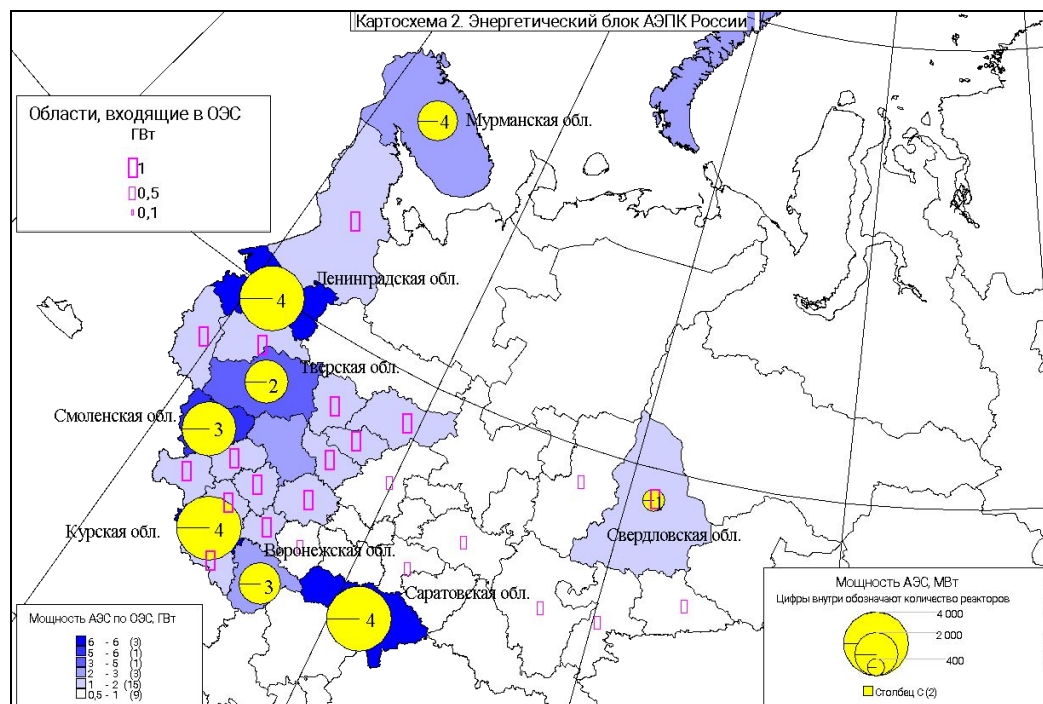 Картосхема 2. Энергетический блок АЭПК России
Области, входящие в ОЭС
ГВт
1
0,5
0,1
4
Мурманская обл.
Ленинградская обл.
4
Тверская обл.
2
Смоленская обл.
3
Курская обл.
4
Воронежская обл.
3
Саратовская обл.
4
1
Свердловская обл.
Мощность АЭС по ОЭС, ГВт
6 - 6 (3)
5 - 6 (1)
3 - 5 (1)
2 - 3 (3)
1 - 2 (15)
0,5 - 1 (9)
Мощность АЭС, МВт
Цифры внутри обозначают количество реакторов
4 000
2 000
400
Столбец C (2)